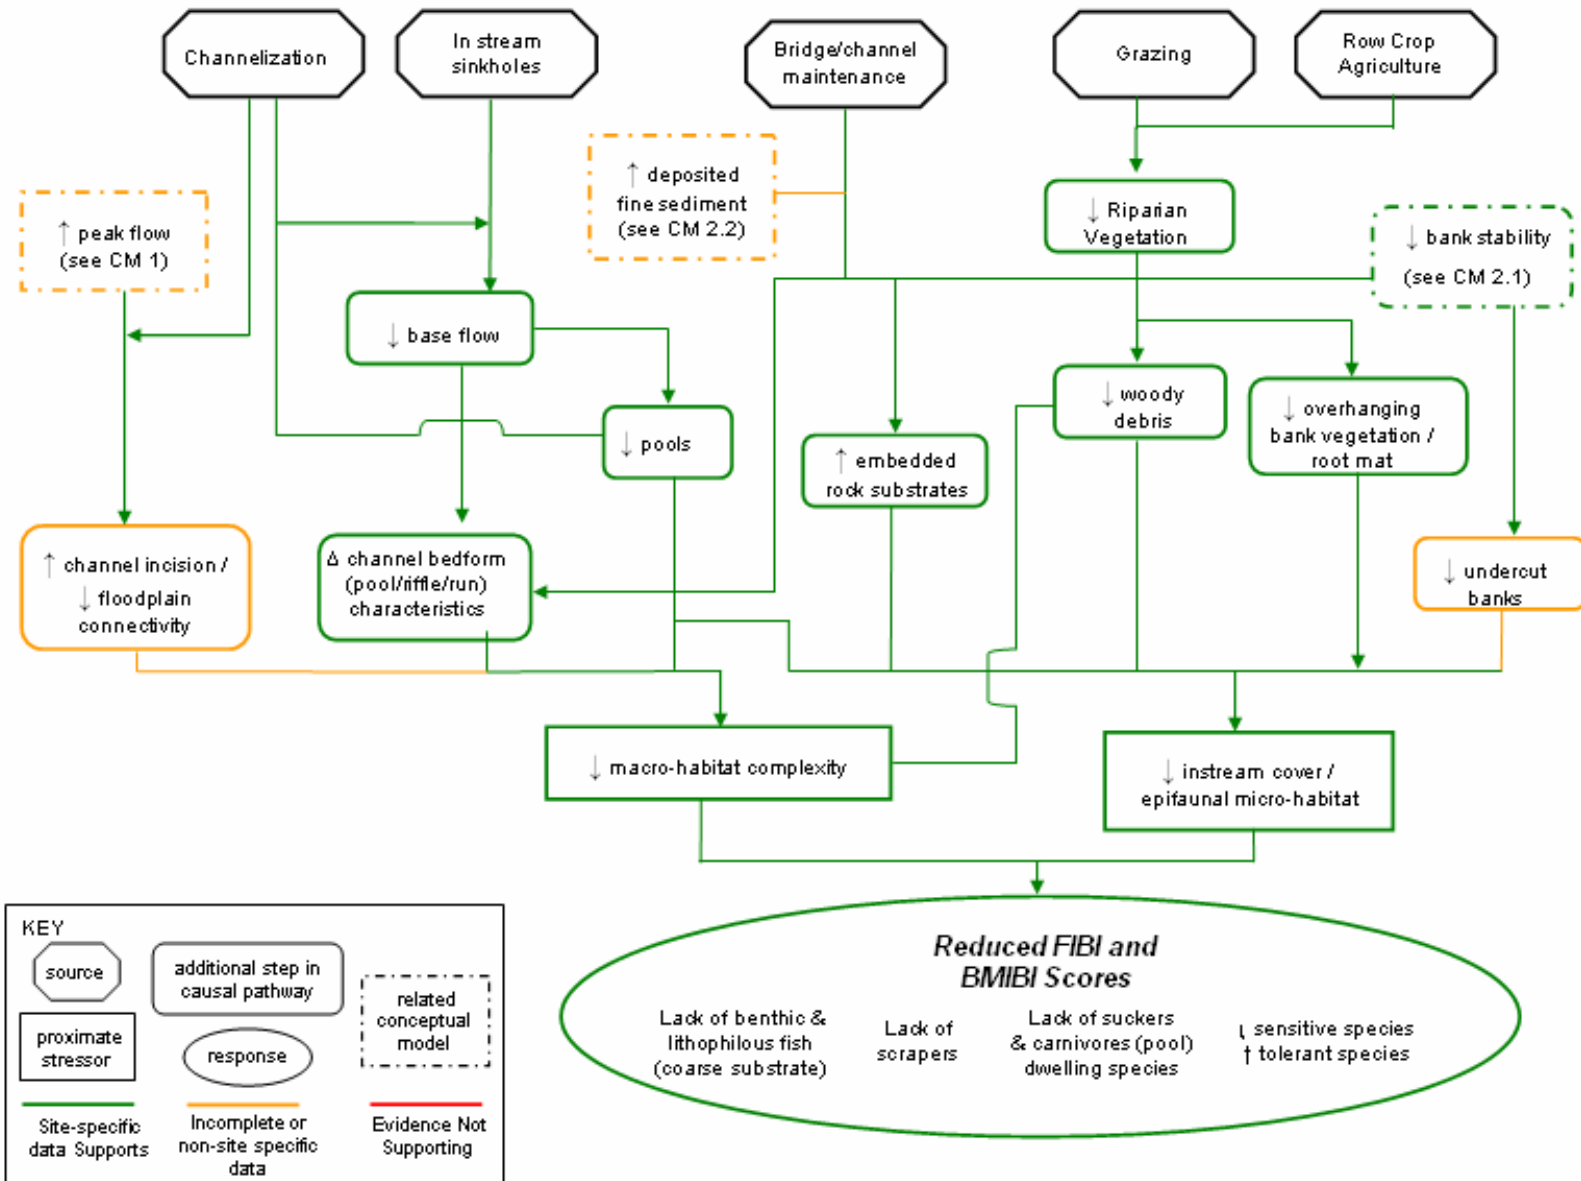 Channelization
In stream
sinkholes
Bridge/channel
maintenance
Grazing
Row Crop
Agriculture
↑ peak flow
(see CM 1)
↑ deposited
fine sediment
(see CM 2.2)
↓ Riparian
Vegetation
↓ bank stability
(see CM 2.1)
↓ base flow
↓ pools
↑ embedded
rock substrates
↓ woody
debris
↓ overhanging
bank vegetation /
root mat
↑ channel incision /
↓ floodplain
connectivity
Δ channel bedform
(pool/riffle/run)
characteristics
↓ undercut
banks
↓ macro-habitat complexity
↓ instream cover /
epifaunal micro-habitat
Reduced FIBI and
BMIBI Scores
Lack of benthic &
lithophilous fish
(coarse substrate)
Lack of
scrapers
Lack of suckers
& carnivores (pool)
dwelling species
↓ sensitive species
↑ tolerant species
KEY
source
additional step in
causal pathway
related
conceptual
model
proximate
stressor
response
Site-specific
data Supports
Incomplete or
non-site specific
data
Evidence Not
Supporting